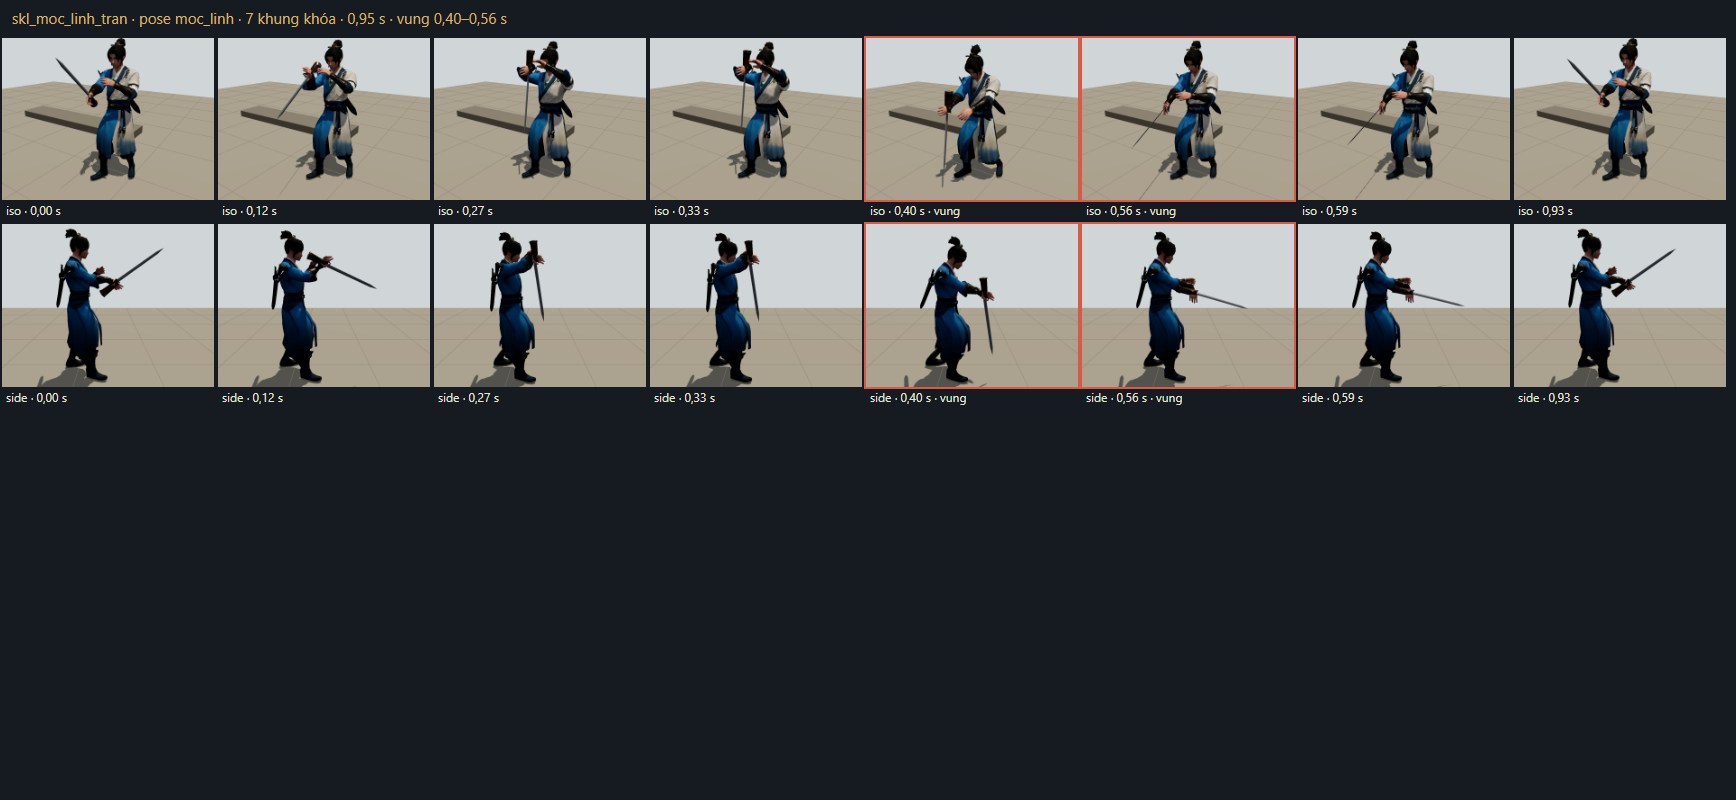 skl_moc_linh_tran · pose moc_linh · 7 khung khóa · 0,95 s · vung 0,40–0,56 s
iso · 0,00 s
iso · 0,12 s
iso · 0,27 s
iso · 0,33 s
iso · 0,40 s · vung
iso · 0,56 s · vung
iso · 0,59 s
iso · 0,93 s
side · 0,00 s
side · 0,12 s
side · 0,27 s
side · 0,33 s
side · 0,40 s · vung
side · 0,56 s · vung
side · 0,59 s
side · 0,93 s